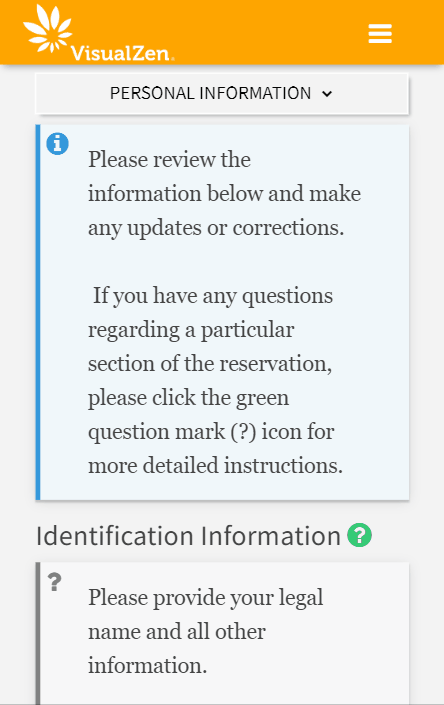 VisualZen
PERSONAL INFORMATION
Please review the
information below and make
any updates or corrections.
If you have any questions
regarding a particular
section of the reservation,
please click the green
question mark (?) icon for
more detailed instructions.
Identification Information ?
?
Please provide your legal
name and all other
information.